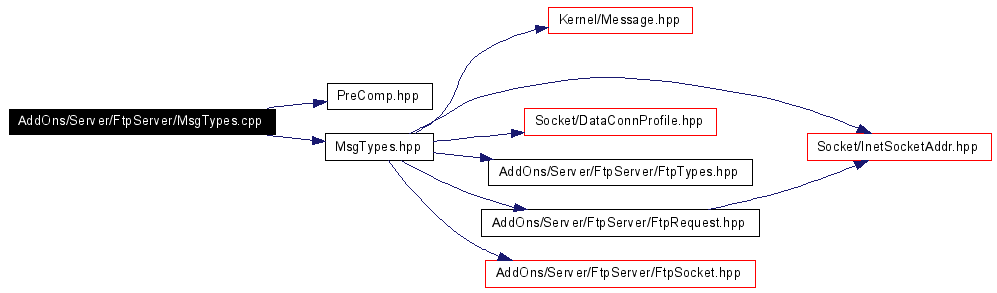 Kernel/Message.hpp
PreComp.hpp
AddOns/Server/FtpServer/MsgTypes.cpp
Socket/DataConnProfile.hpp
MsgTypes.hpp
Socket/InetSocketAddr.hpp
AddOns/Server/FtpServer/FtpTypes.hpp
AddOns/Server/FtpServer/FtpRequest.hpp
AddOns/Server/FtpServer/FtpSocket.hpp